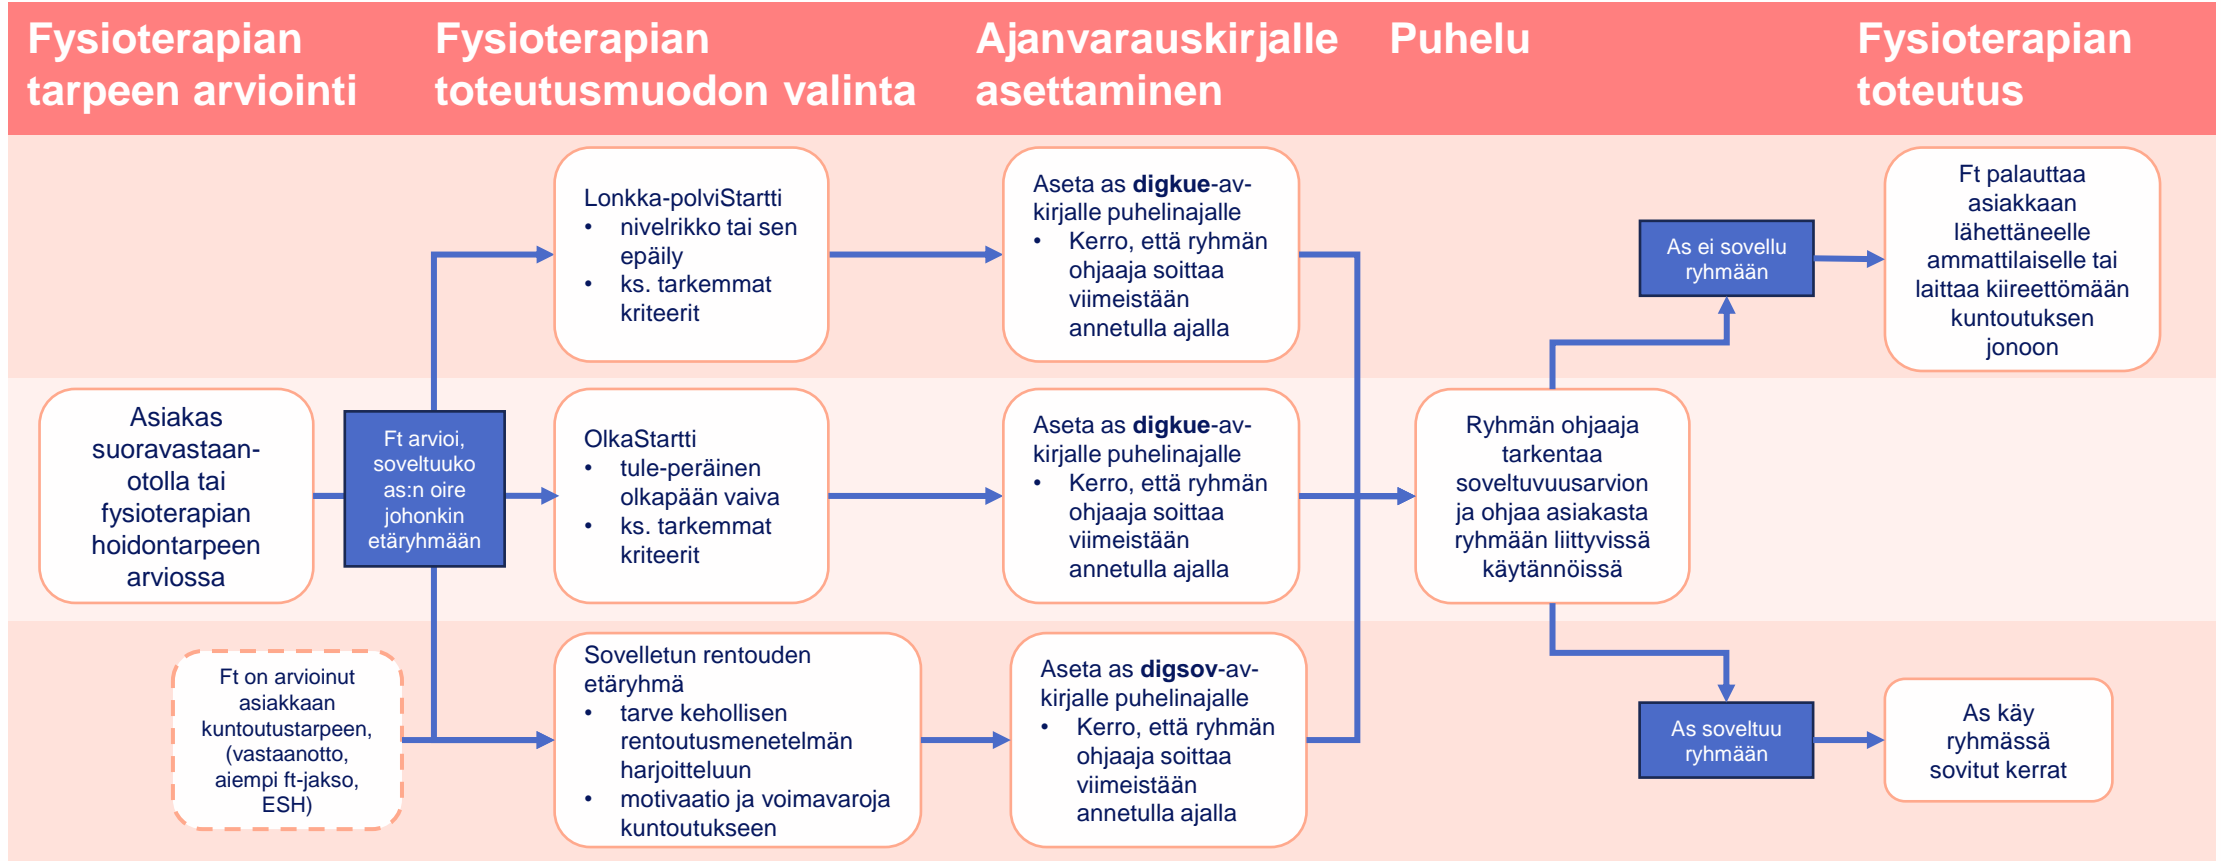 Fysioterapian
tarpeen arviointi
Fysioterapian
toteutusmuodon valinta
Ajanvarauskirjalle
asettaminen
Puhelu
Fysioterapian
toteutus
Asiakas
suoravastaan-
otolla tai
fysioterapian
hoidontarpeen
arviossa
Ft on arvioinut
asiakkaan
kuntoutustarpeen,
(vastaanotto,
aiempi ft-jakso,
ESH)
Ft arvioi,
soveltuuko
as:n oire
johonkin
etäryhmään
Lonkka-polviStartti
• nivelrikko tai sen
epäily
• ks. tarkemmat
kriteerit
OlkaStartti
• tule-peräinen
olkapään vaiva
• ks. tarkemmat
kriteerit
Sovelletun rentouden
etäryhmä
• tarve kehollisen
rentoutusmenetelmän
harjoitteluun
• motivaatio ja voimavaroja
kuntoutukseen
Aseta as digkue-av-
kirjalle puhelinajalle
• Kerro, että ryhmän
ohjaaja soittaa
viimeistään
annetulla ajalla
Aseta as digkue-av-
kirjalle puhelinajalle
• Kerro, että ryhmän
ohjaaja soittaa
viimeistään
annetulla ajalla
Aseta as digsov-av-
kirjalle puhelinajalle
• Kerro, että ryhmän
ohjaaja soittaa
viimeistään
annetulla ajalla
Ryhmän ohjaaja
tarkentaa
soveltuvuusarvion
ja ohjaa asiakasta
ryhmään liittyvissä
käytännöissä
As ei sovellu
ryhmään
As soveltuu
ryhmään
Ft palauttaa
asiakkaan
lähettäneelle
ammattilaiselle tai
laittaa kiireettömään
kuntoutuksen
jonoon
As käy
ryhmässä
sovitut kerrat